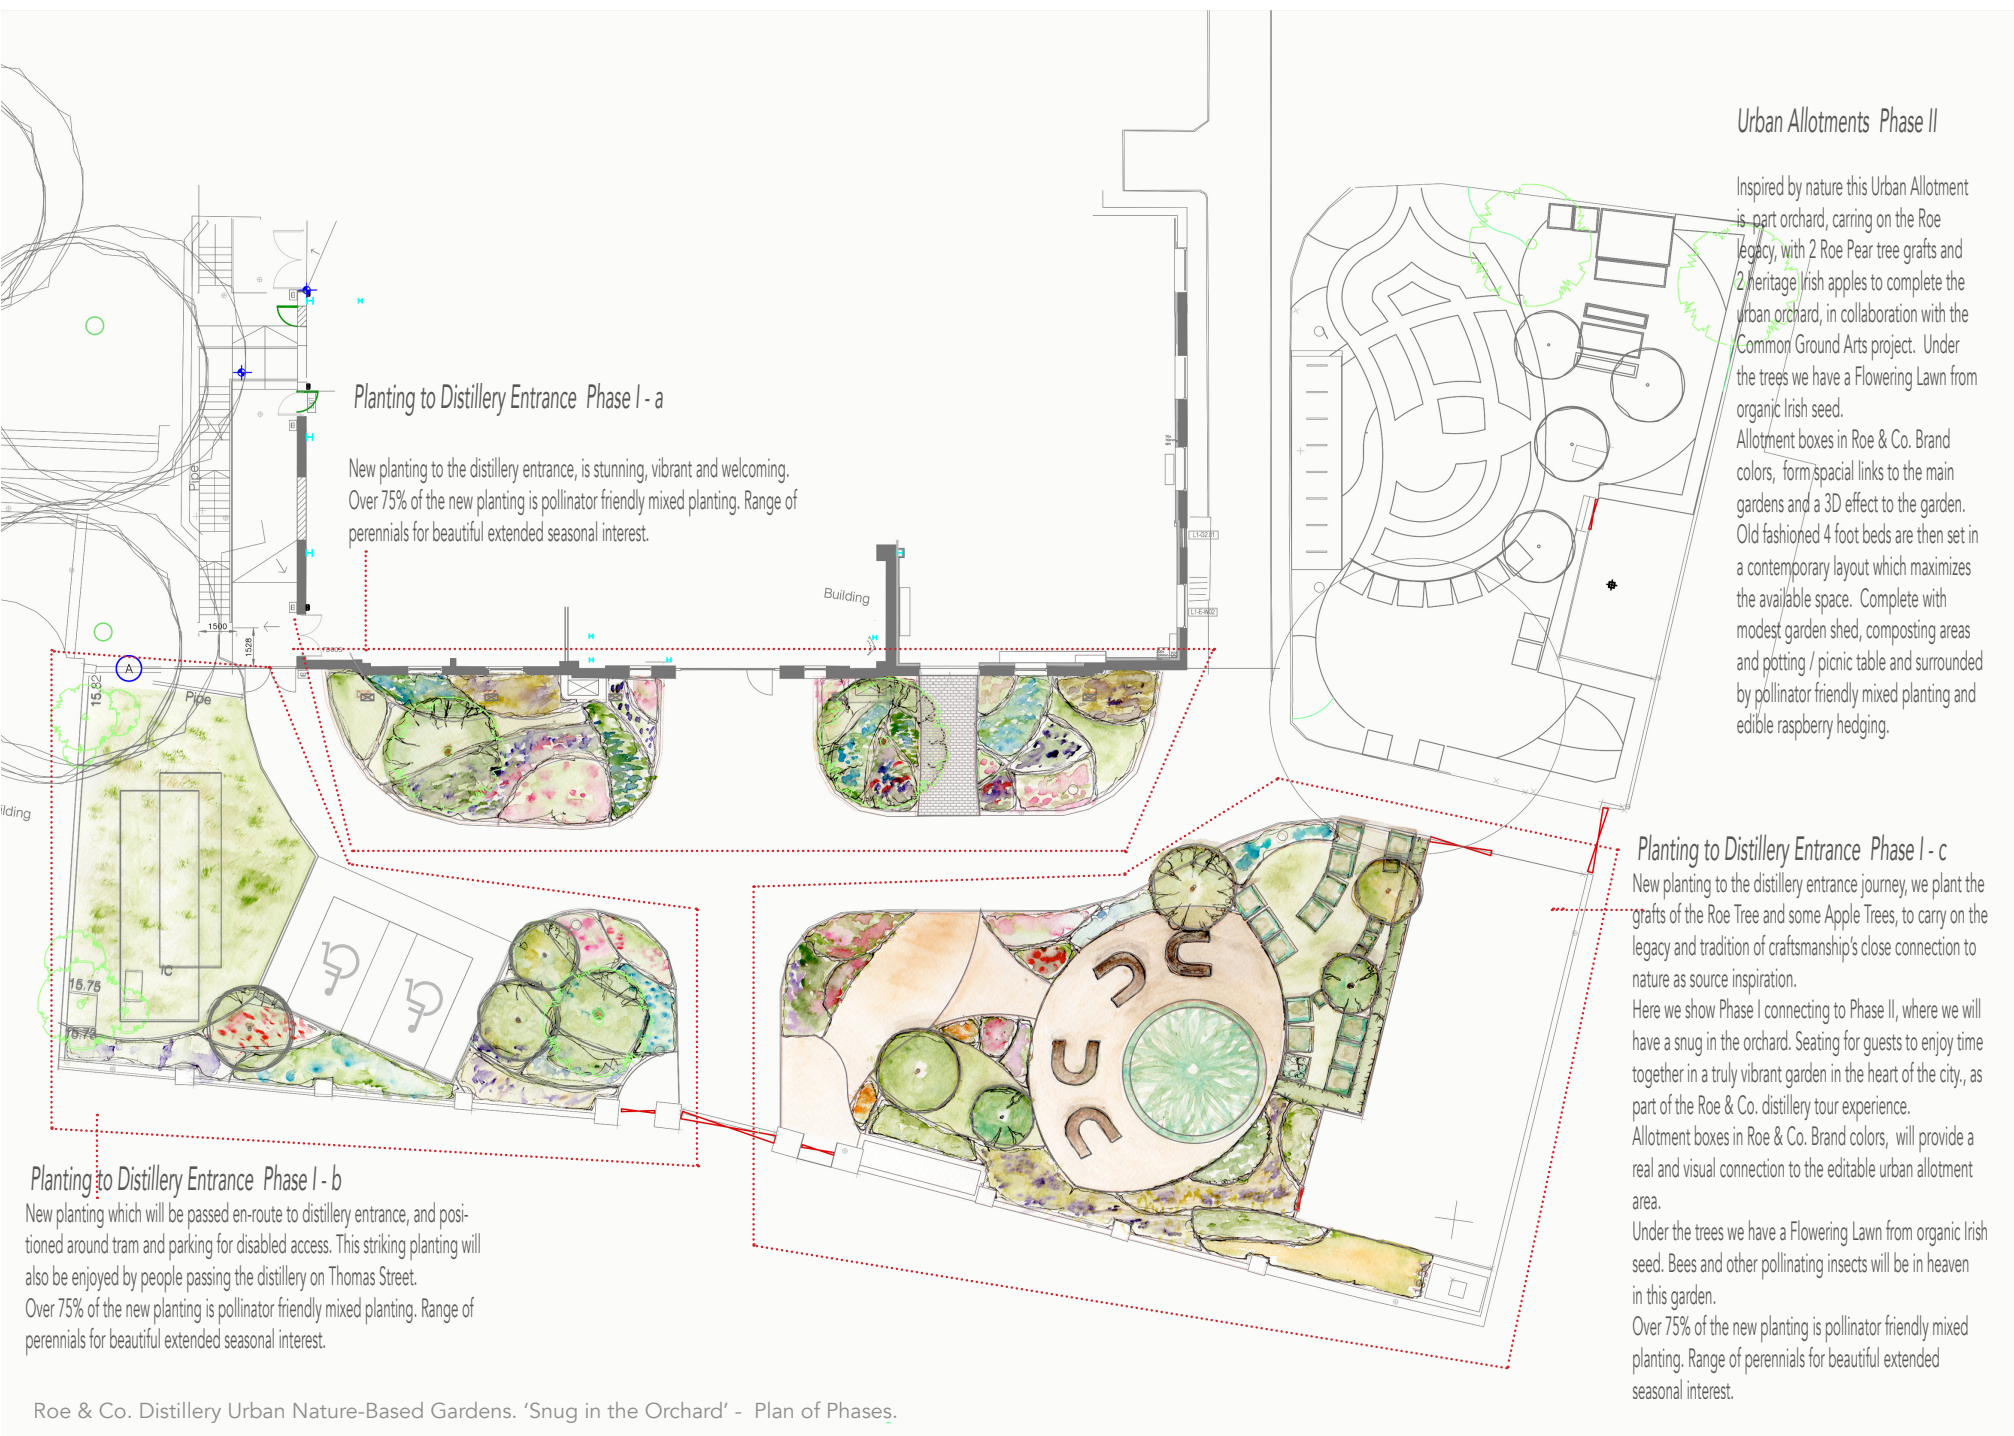 Urban Allotments Phase II
Inspired by nature this Urban Allotment
is part orchard, carring on the Roe
legacy, with 2 Roe Pear tree grafts and
2 heritage Irish apples to complete the
urban orchard, in collaboration with the
Common Ground Arts project. Under
the trees we have a Flowering Lawn from
organic Irish seed.
Allotment boxes in Roe & Co. Brand
colors, form spacial links to the main
gardens and a 3D effect to the garden.
Old fashioned 4 foot beds are then set in
a contemporary layout which maximizes
the available space. Complete with
modest garden shed, composting areas
and potting / picnic table and surrounded
by pollinator friendly mixed planting and
edible raspberry hedging.
Planting to Distillery Entrance Phase I - a
New planting to the distillery entrance, is stunning, vibrant and welcoming.
Over 75% of the new planting is pollinator friendly mixed planting. Range of
perennials for beautiful extended seasonal interest.
Pipe
Building
L1-E-W02
1500
1528
A
15.82
Pipe
ilding
IC
15.75
15.73
Planting to Distillery Entrance Phase I - c
New planting to the distillery entrance journey, we plant the
grafts of the Roe Tree and some Apple Trees, to carry on the
legacy and tradition of craftsmanship's close connection to
nature as source inspiration.
Here we show Phase I connecting to Phase II, where we will
have a snug in the orchard. Seating for guests to enjoy time
together in a truly vibrant garden in the heart of the city., as
part of the Roe & Co. distillery tour experience.
Allotment boxes in Roe & Co. Brand colors, will provide a
real and visual connection to the editable urban allotment
area.
Under the trees we have a Flowering Lawn from organic Irish
seed. Bees and other pollinating insects will be in heaven
in this garden.
Over 75% of the new planting is pollinator friendly mixed
planting. Range of perennials for beautiful extended
seasonal interest.
Planting to Distillery Entrance Phase I - b
New planting which will be passed en-route to distillery entrance, and posi-
tioned around tram and parking for disabled access. This striking planting will
also be enjoyed by people passing the distillery on Thomas Street.
Over 75% of the new planting is pollinator friendly mixed planting. Range of
perennials for beautiful extended seasonal interest.
Roe & Co. Distillery Urban Nature-Based Gardens. 'Snug in the Orchard' - Plan of Phases.